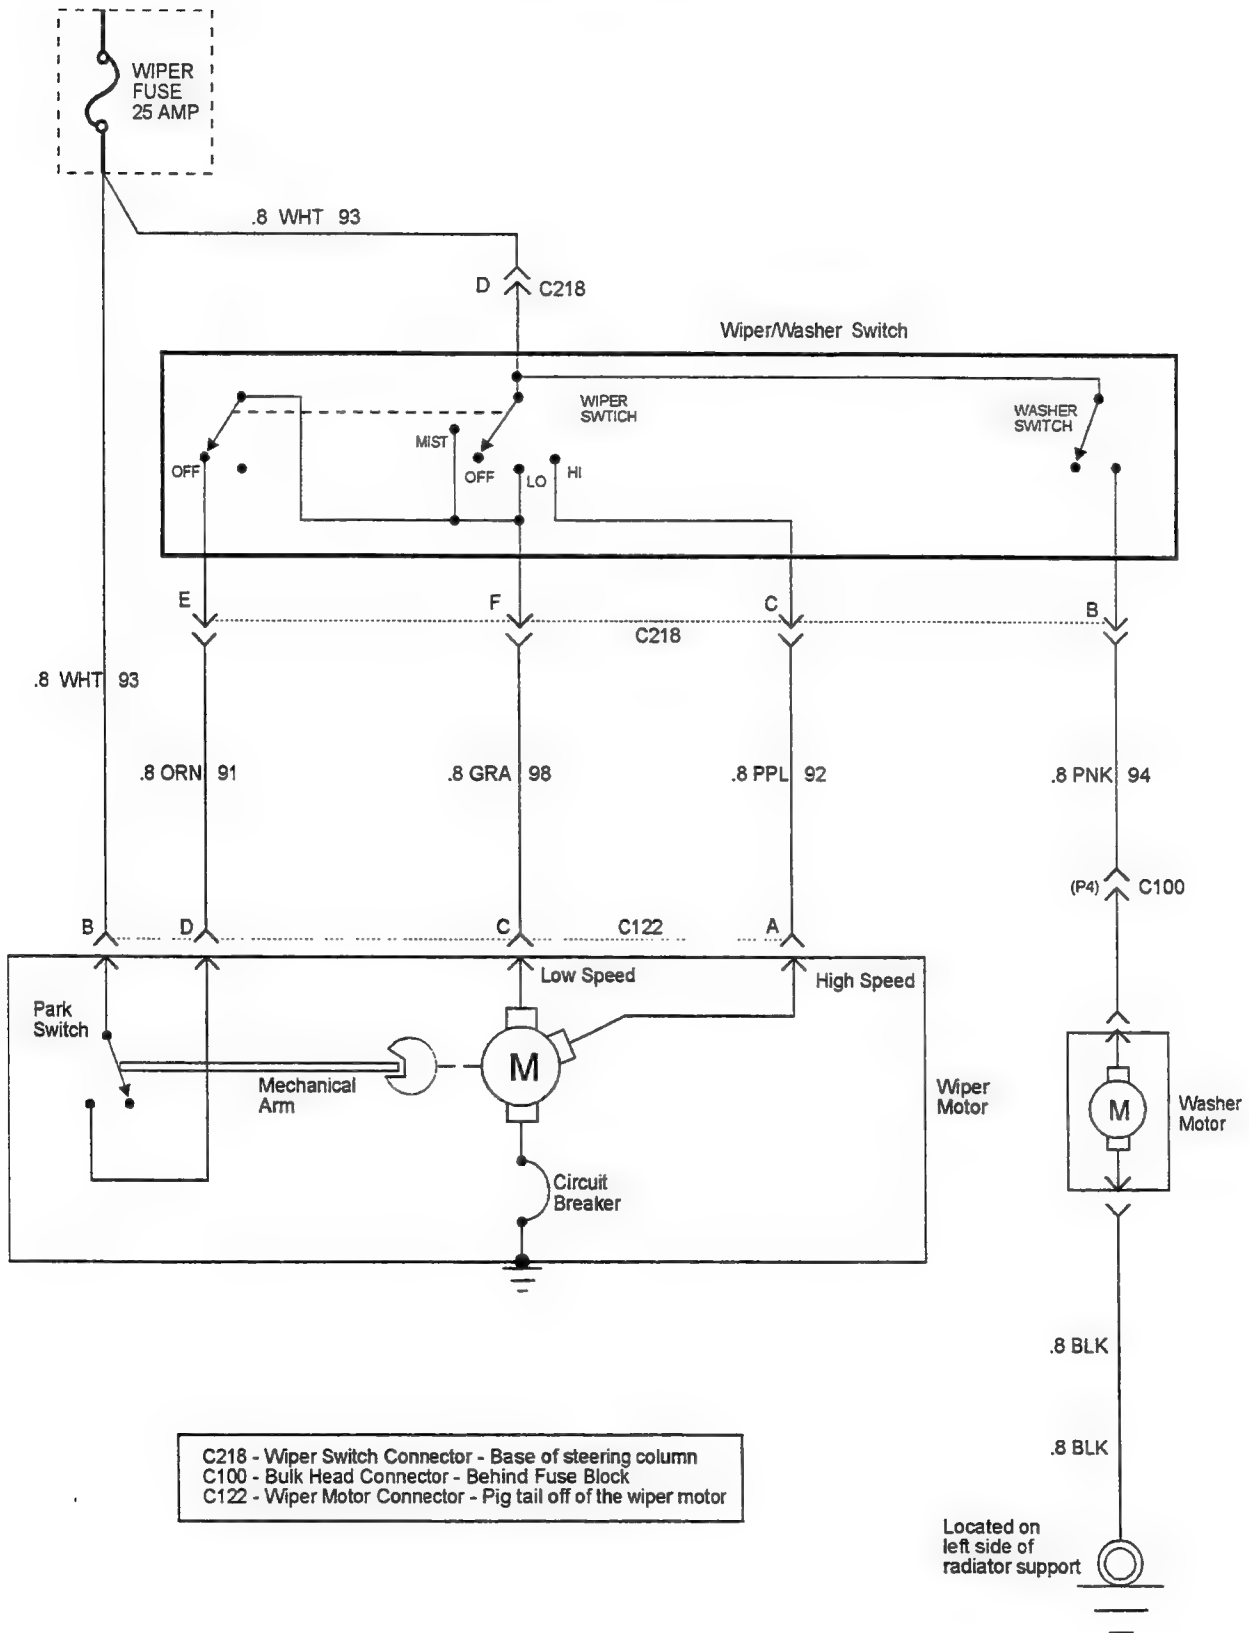 WIPER
FUSE
25 AMP
.8 WHT 93
D
C218
Wiper/Washer Switch
WIPER
SWTICH
WASHER
SWITCH
MIST
OFF
OFF
LO
HI
E
F
C
B
C218
.8 WHT 93
.8 ORN 91
.8 GRA 98
.8 PPL 92
.8 PNK 94
(P4)
C100
B
D
C
C122
A
Low Speed
High Speed
Park
Switch
M
Mechanical
Arm
Wiper
Motor
M
Washer
Motor
Circuit
Breaker
.8 BLK
.8 BLK
C218 - Wiper Switch Connector - Base of steering column
C100 - Bulk Head Connector - Behind Fuse Block
C122 - Wiper Motor Connector - Pig tail off of the wiper motor
Located on
left side of
radiator support